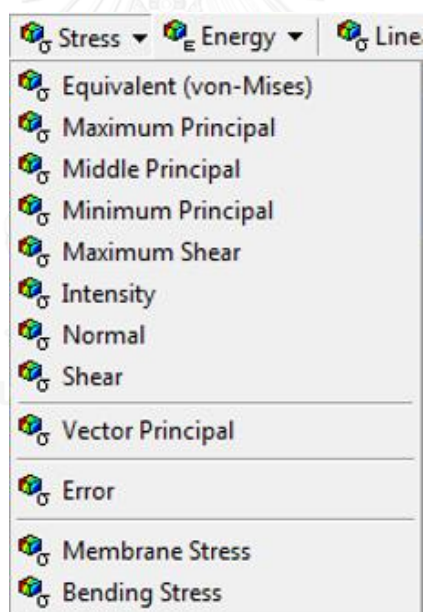 Stress Energy Line
Equivalent (von-Mises)
Maximum Principal
Middle Principal
Minimum Principal
Maximum Shear
Intensity
Normal
Shear
Vector Principal
Error
Membrane Stress
Bending Stress